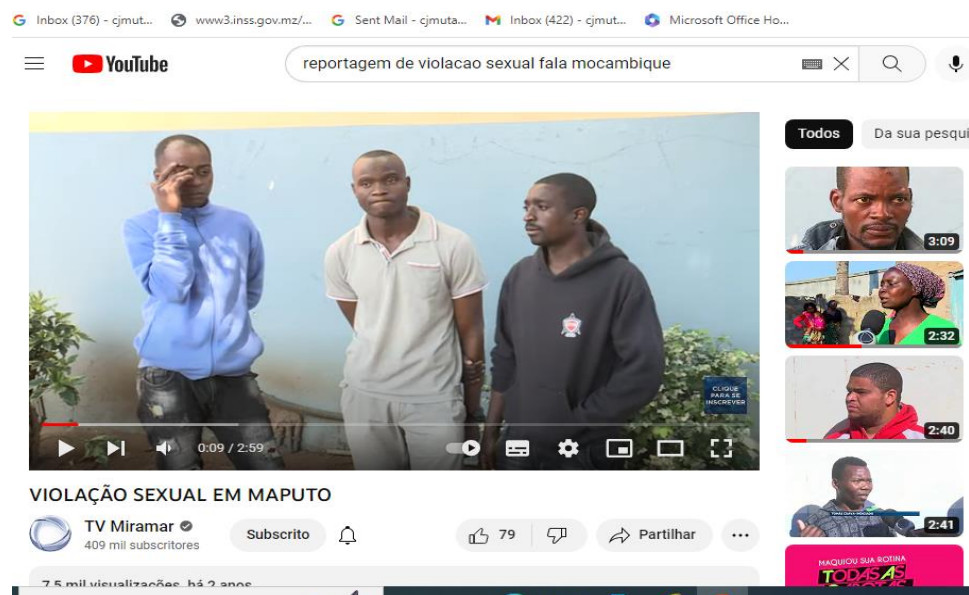 Inbox (376) - cjmut...
www3.inss.gov.mz/...
Sent Mail - cjmuta...
Inbox (422) - cjmut...
Microsoft Office Ho...
YouTube
reportagem de violacao sexual fala mocambique
Todos
Da sua pesqui
3:09
2:32
2:40
2:41
CLIQUE
PARA SE
INSCREVER
0:09 / 2:59
VIOLAÇÃO SEXUAL EM MAPUTO
TV Miramar
409 mil subscritores
Subscrito
79
Partilhar
7,5 mil visualizações há 2 anos
MAQUIOU SUA ROTINA
TODAS AS